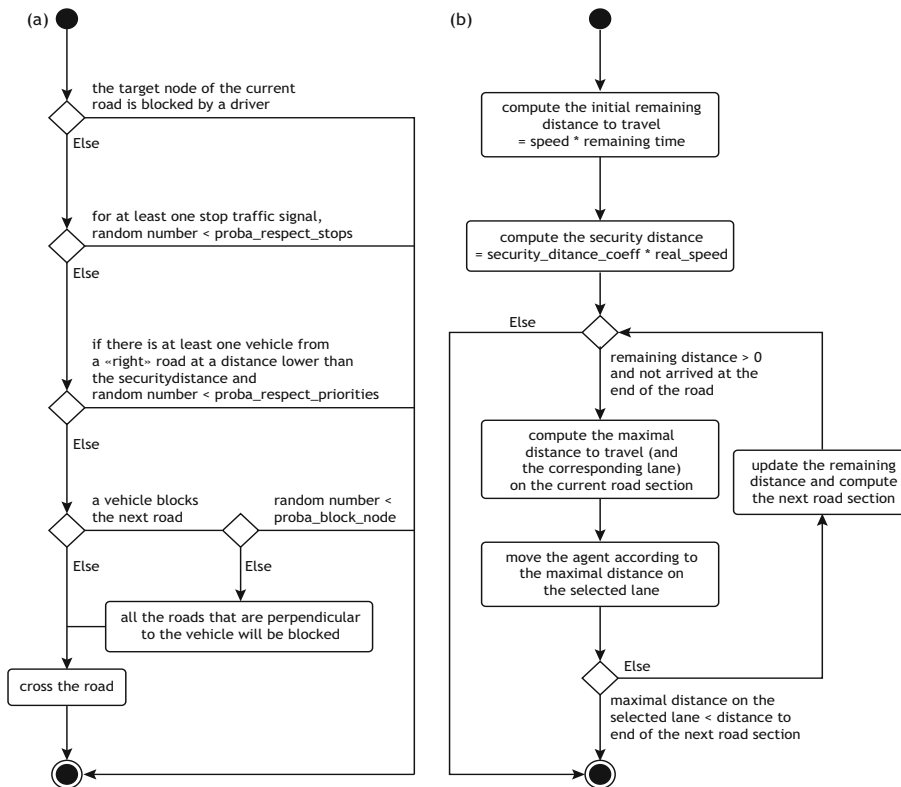 (a)
the target node of the current
road is blocked by a driver
Else
for at least one stop traffic signal,
random number < proba_respect_stops
Else
if there is at least one vehicle from
a «right» road at a distance lower than
the securitydistance and
random number < proba_respect_priorities
Else
a vehicle blocks
the next road
random number <
proba_block_node
Else
Else
all the roads that are perpendicular
to the vehicle will be blocked
cross the road
(b)
compute the initial remaining
distance to travel
= speed * remaining time
compute the security distance
= security_ditance_coeff * real_speed
Else
remaining distance > 0
and not arrived at the
end of the road
compute the maximal
distance to travel (and
the corresponding lane)
on the current road section
update the remaining
distance and compute
the next road section
move the agent according to
the maximal distance on
the selected lane
Else
maximal distance on the
selected lane < distance to
end of the next road section